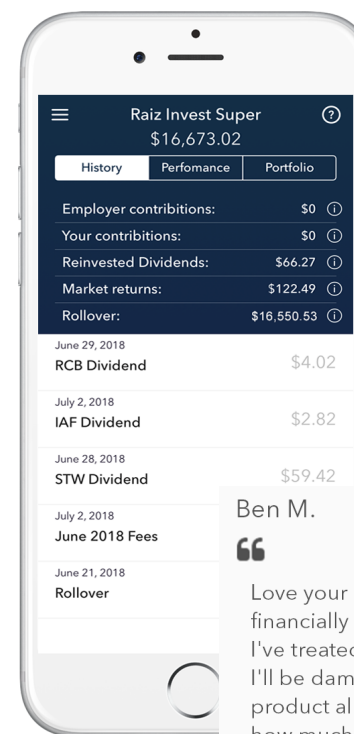 Raiz Invest Super
$16,673.02
History Perfomance Portfolio
Employer contribitions: $0
Your contribitions: $0
Reinvested Dividends: $66.27
Market returns: $122.49
Rollover: $16,550.53
June 29, 2018
RCB Dividend $4.02
July 2, 2018
IAF Dividend $2.82
June 28, 2018
STW Dividend $59.42
July 2, 2018
June 2018 Fees
June 21, 2018
Rollover
Ben M.
“
Love your
financially
I've treated
I'll be dam
product al
how much